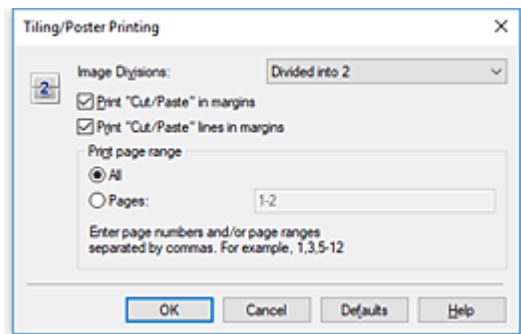 Tiling/Poster Printing
Image Divisions: Divided into 2
2
Print "Cut/Paste" in margins
Print "Cut/Paste" lines in margins
Print page range
All
Pages: 1-2
Enter page numbers and/or page ranges
separated by commas. For example, 1,3,5-12
OK Cancel Defaults Help